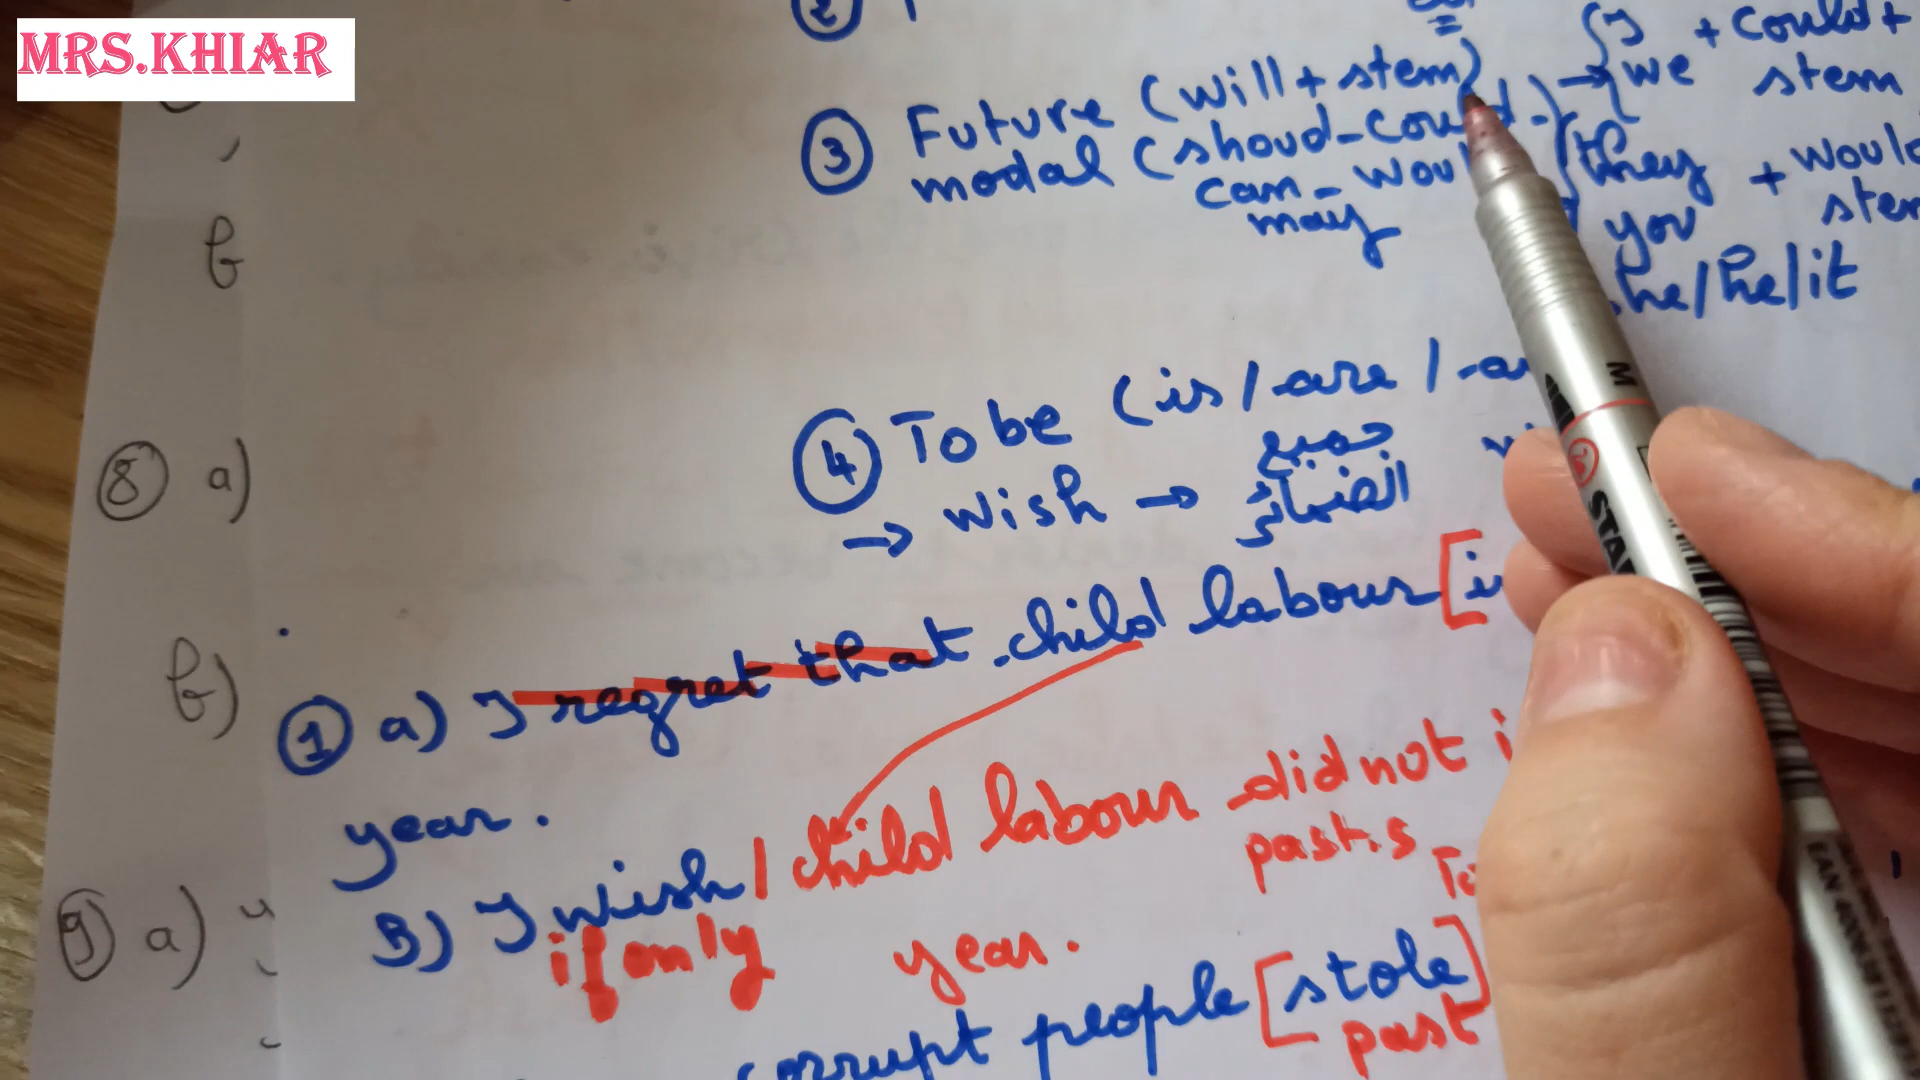 MRS.KHIAR
②
I + could +
③ Future (will + stem) → we stem
modal (shoud - could -) they + would
can - would you stem
may she/he/it
b
④ To be (is / are /
→ wish → جميع الضمائر
⑧ a)
① a) I regret that child labour [
b)
year.
B) I wish / child labour did not
if only past.s
year.
⑨ a)
corrupt people [stole]
past